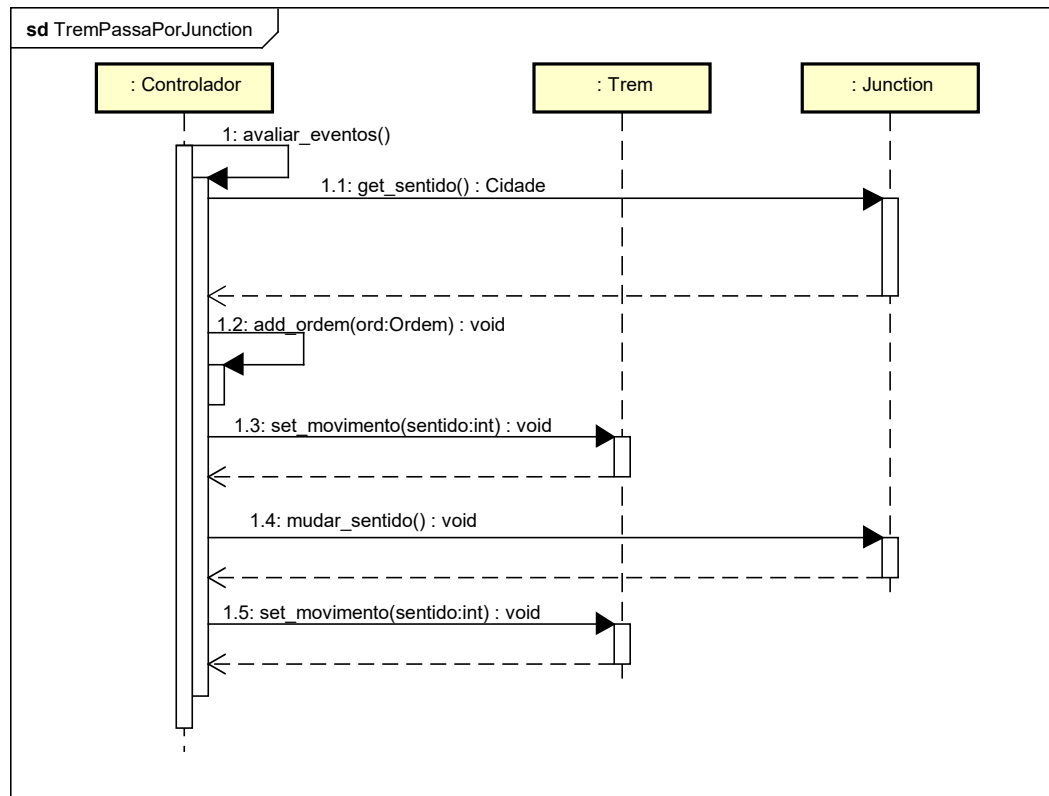 sd TremPassaPorJunction
: Controlador
: Trem
: Junction
1: avaliar_eventos()
1.1: get_sentido() : Cidade
1.2: add_ordem(ord:Ordem) : void
1.3: set_movimento(sentido:int) : void
1.4: mudar_sentido() : void
1.5: set_movimento(sentido:int) : void